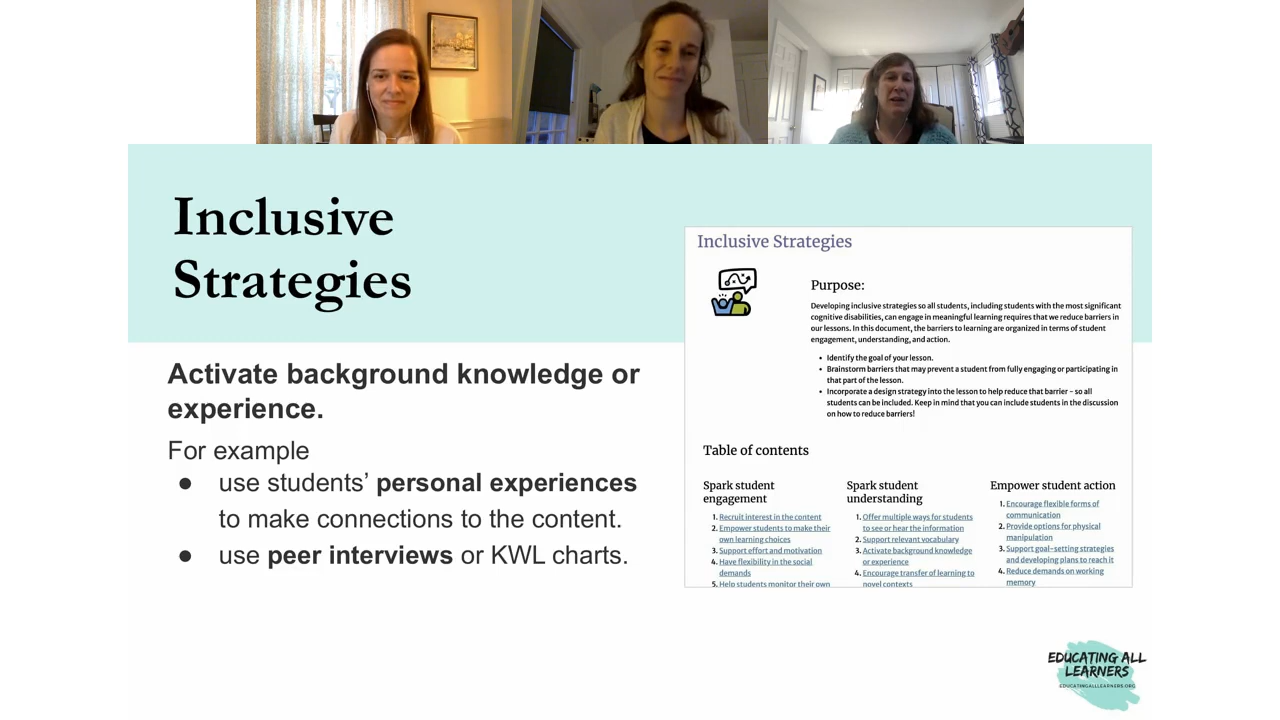 Inclusive
Strategies
Activate background knowledge or
experience.
For example
● use students’ personal experiences
to make connections to the content.
● use peer interviews or KWL charts.
Inclusive Strategies
Purpose:
Developing inclusive strategies so all students, including students with the most significant
cognitive disabilities, can engage in meaningful learning requires that we reduce barriers in
our lessons. In this document, the barriers to learning are organized in terms of student
engagement, understanding, and action.
• Identify the goal of your lesson.
• Brainstorm barriers that may prevent a student from fully engaging or participating in
that part of the lesson.
• Incorporate a design strategy into the lesson to help reduce that barrier – so all
students can be included. Keep in mind that you can include students in the discussion
on how to reduce barriers!
Table of contents
Spark student
engagement
1. Recruit interest in the content
2. Empower students to make their
own learning choices
3. Support effort and motivation
4. Have flexibility in the social
demands
5. Help students monitor their own
Spark student
understanding
1. Offer multiple ways for students
to see or hear the information
2. Support relevant vocabulary
3. Activate background knowledge
or experience
4. Encourage transfer of learning to
novel contexts
Empower student action
1. Encourage flexible forms of
communication
2. Provide options for physical
manipulation
3. Support goal-setting strategies
and developing plans to reach it
4. Reduce demands on working
memory
EDUCATING ALL
LEARNERS
EDUCATINGALLLEARNERS.ORG